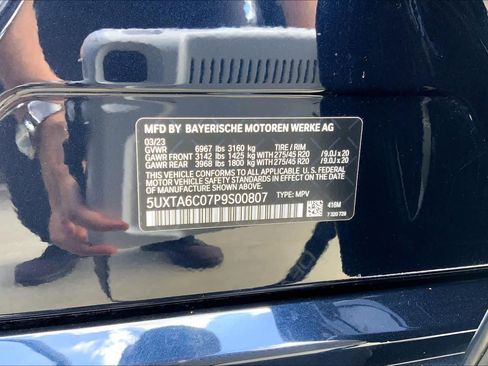 MFD BY BAYERISCHE MOTOREN WERKE AG
03/23
GVWR 6967 lbs 3160 kg TIRE / RIM
GAWR FRONT 3142 lbs 1425 kg WITH 275/45 R20 / 9.0J x 20
GAWR REAR 3968 lbs 1800 kg WITH 275/45 R20 / 9.0J x 20
THIS VEHICLE CONFORMS TO ALL APPLICABLE U. S. FEDERAL
MOTOR VEHICLE SAFETY STANDARDS IN EFFECT ON THE DATE
OF MANUFACTURE SHOWN ABOVE.
5UXTA6C07P9S00807 TYPE: MPV
416M
7 320 728